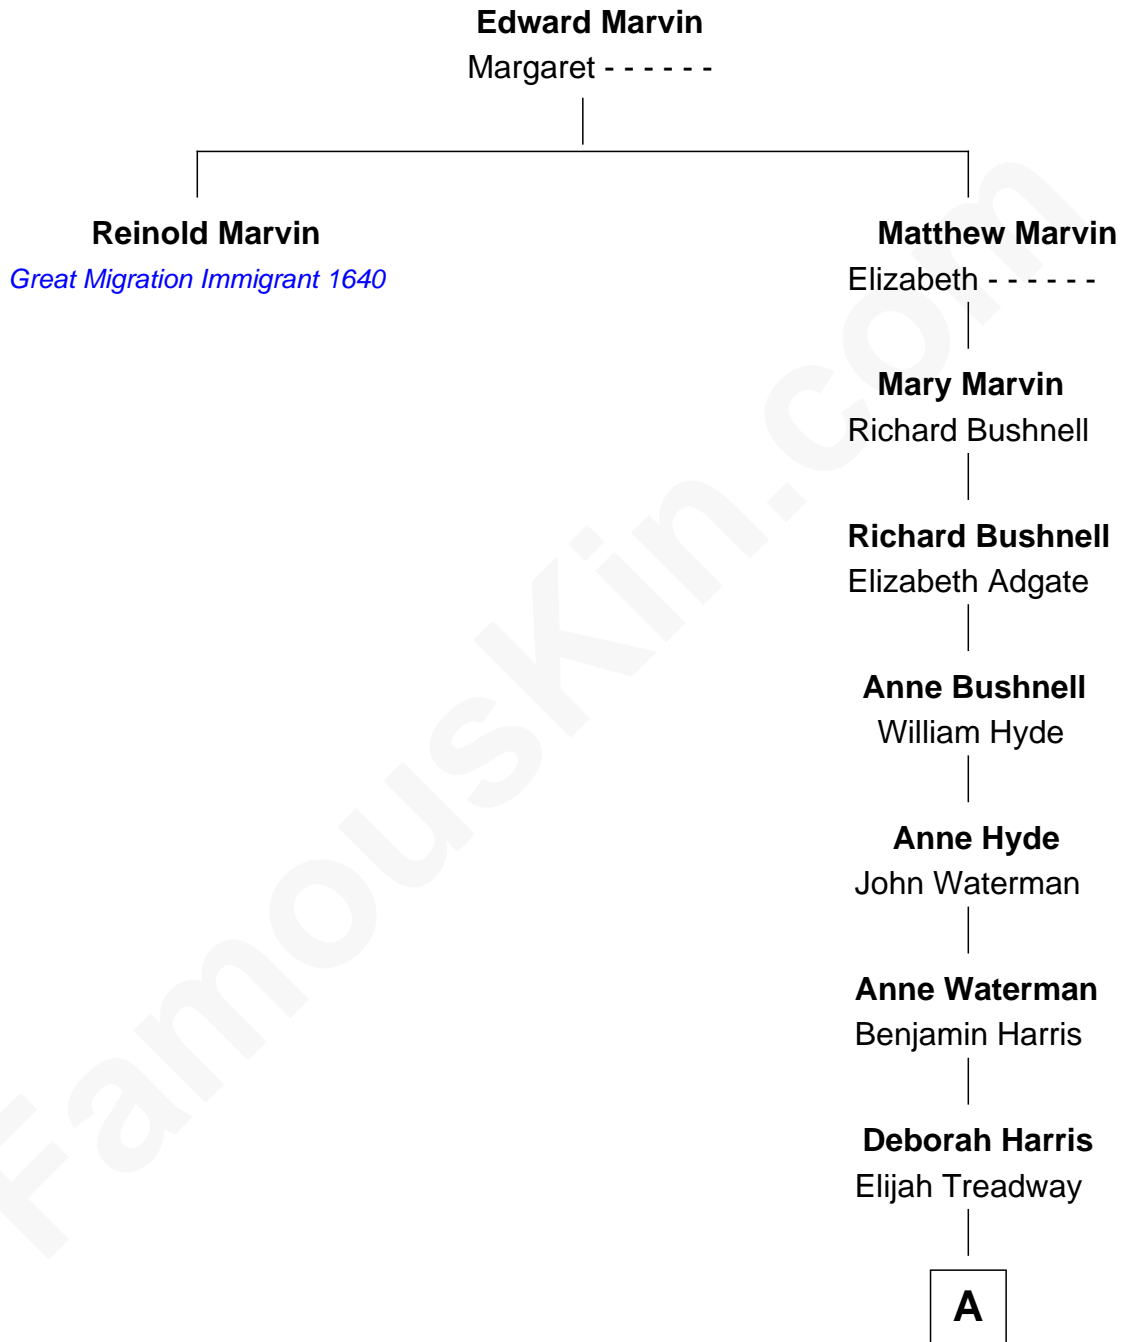 Edward Marvin
Margaret - - - - - -
Reinold Marvin
Great Migration Immigrant 1640
Matthew Marvin
Elizabeth - - - - - -
Mary Marvin
Richard Bushnell
Richard Bushnell
Elizabeth Adgate
Anne Bushnell
William Hyde
Anne Hyde
John Waterman
Anne Waterman
Benjamin Harris
Deborah Harris
Elijah Treadway
A
FamousKin.com